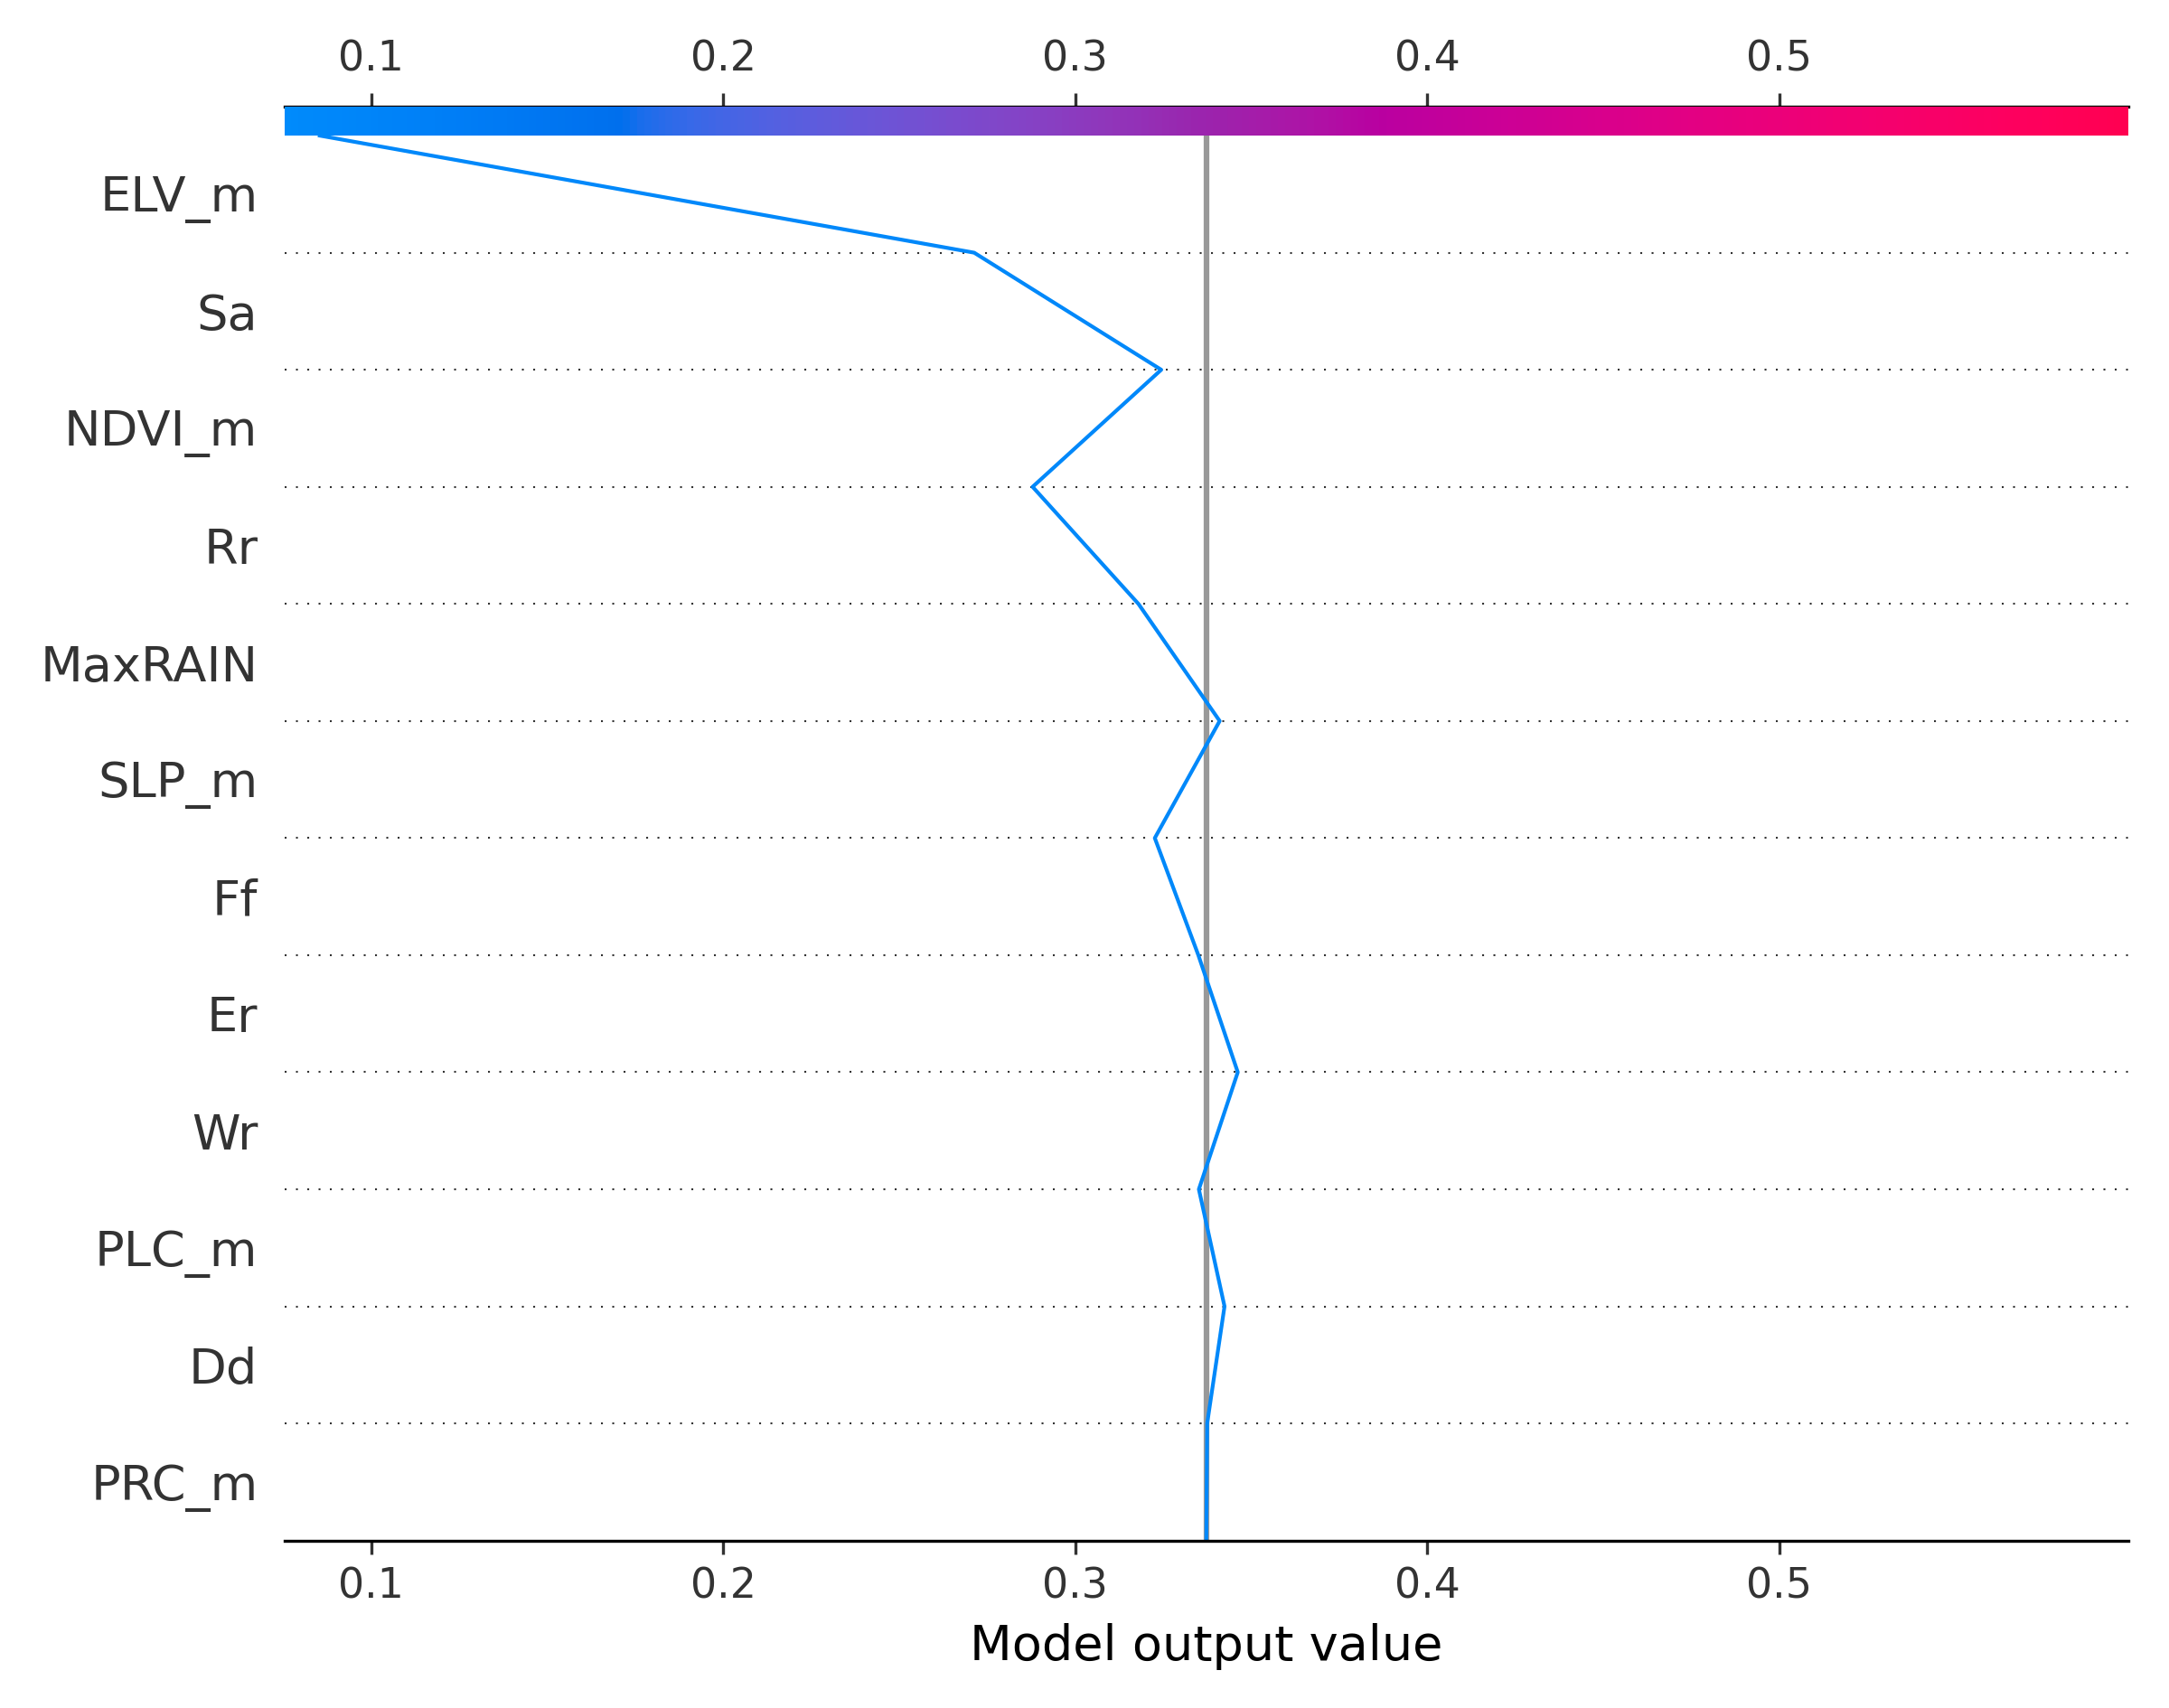 0.1 0.2 0.3 0.4 0.5
ELV_m
Sa
NDVI_m
Rr
MaxRAIN
SLP_m
Ff
Er
Wr
PLC_m
Dd
PRC_m
0.1 0.2 0.3 0.4 0.5
Model output value